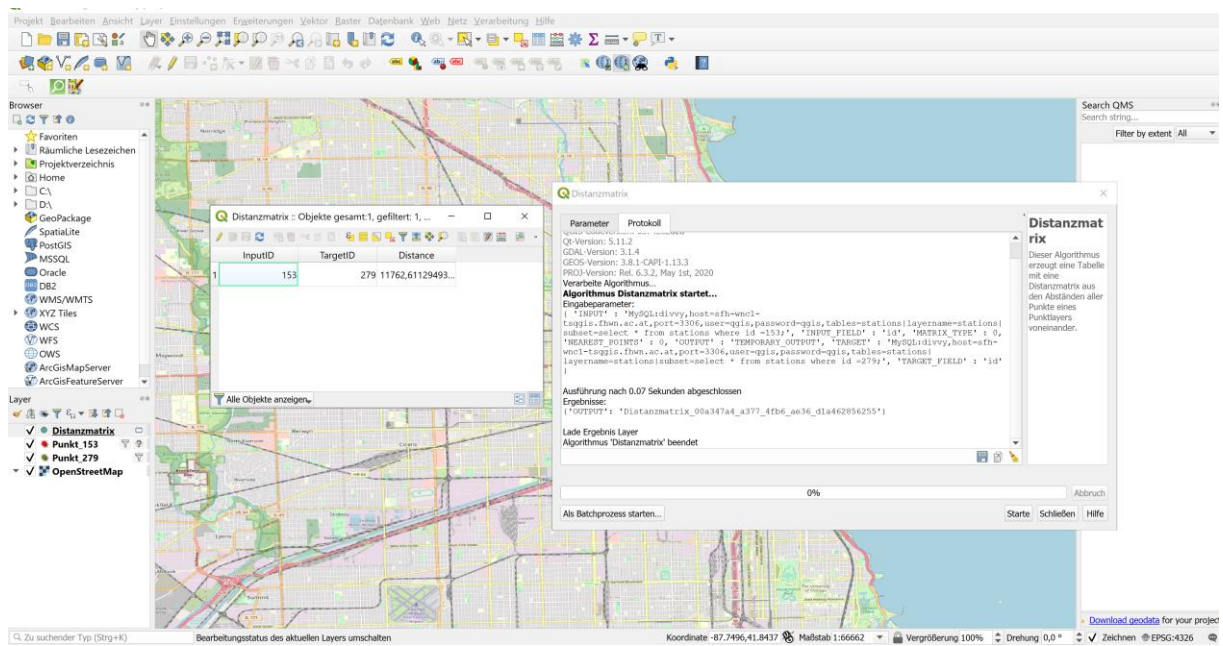 Projekt Bearbeiten Ansicht Layer Einstellungen Erweiterungen Vektor Raster Datenbank Web Netz Verarbeitung Hilfe
Browser
Favoriten
Räumliche Lesezeichen
Projektverzeichnis
Home
C:\
D:\
GeoPackage
SpatiaLite
PostGIS
MSSQL
Oracle
DB2
WMS/WMTS
XYZ Tiles
WCS
WFS
OWS
ArcGisMapServer
ArcGisFeatureServer
Layer
Distanzmatrix
Punkt_153
Punkt_279
OpenStreetMap
Distanzmatrix :: Objekte gesamt:1, gefiltert: 1, ...
InputID TargetID Distance
1 153 279 11762,61129493...
Alle Objekte anzeigen
Distanzmatrix
Parameter Protokoll
Qt-Version: 5.11.2
GDAL-Version: 3.1.4
GEOS-Version: 3.8.1-CAPI-1.13.3
PROJ-Version: Rel. 6.3.2, May 1st, 2020
Verarbeite Algorithmus...
Algorithmus Distanzmatrix startet...
Eingabeparameter:
{ 'INPUT' : 'MySQL:divvy,host=sfh-wnc1-
tsqgis.fhwn.ac.at,port=3306,user=qgis,password=qgis,tables=stations|layername=stations|
subset=select * from stations where id =153;', 'INPUT_FIELD' : 'id', 'MATRIX_TYPE' : 0,
'NEAREST_POINTS' : 0, 'OUTPUT' : 'TEMPORARY_OUTPUT', 'TARGET' : 'MySQL:divvy,host=sfh-
wnc1-tsqgis.fhwn.ac.at,port=3306,user=qgis,password=qgis,tables=stations|
layername=stations|subset=select * from stations where id =279;', 'TARGET_FIELD' : 'id'
}
Ausführung nach 0.07 Sekunden abgeschlossen
Ergebnisse:
{'OUTPUT': 'Distanzmatrix_00a347a4_a377_4fb6_ae36_d1a462856255'}
Lade Ergebnis Layer
Algorithmus 'Distanzmatrix' beendet
0%
Abbruch
Als Batchprozess starten...
Starte Schließen Hilfe
Distanzmat
rix
Dieser Algorithmus
erzeugt eine Tabelle
mit eine
Distanzmatrix aus
den Abständen aller
Punkte eines
Punktlayers
voneinander.
Search QMS
Search string...
Filter by extent All
Download geodata for your project
Zu suchender Typ (Strg+K)
Bearbeitungsstatus des aktuellen Layers umschalten
Koordinate -87.7496,41.8437 Maßstab 1:66662 Vergrößerung 100% Drehung 0,0 ° Zeichnen EPSG:4326